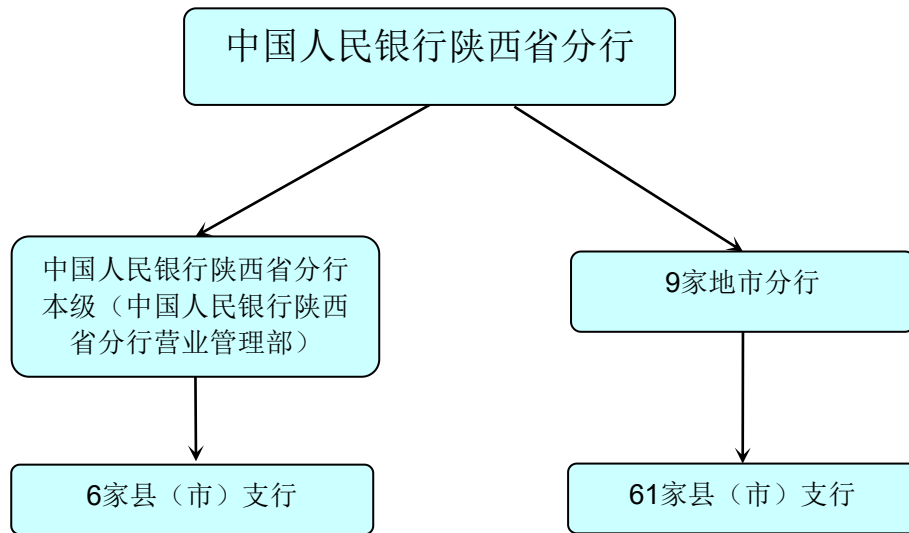 中国人民银行陕西省分行
中国人民银行陕西省分行
本级（中国人民银行陕西
省分行营业管理部）
9家地市分行
6家县（市）支行
61家县（市）支行